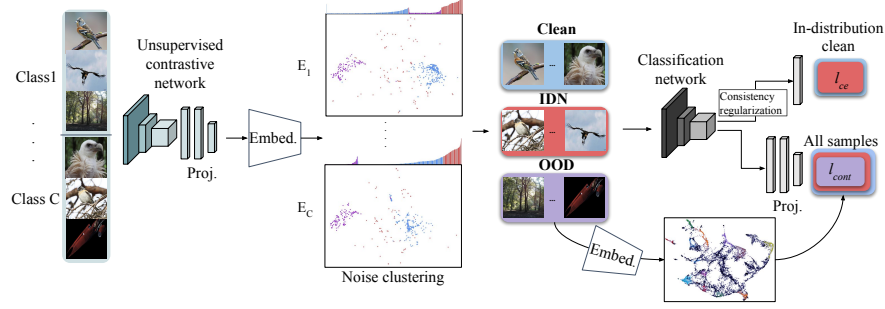 Class1
.
.
.
Class C
Unsupervised
contrastive
network
Proj.
Embed.
E1
EC
Noise clustering
Clean
...
IDN
...
OOD
...
Embed.
Classification
network
Consistency
regularization
Proj.
In-distribution
clean
lce
All samples
lcont